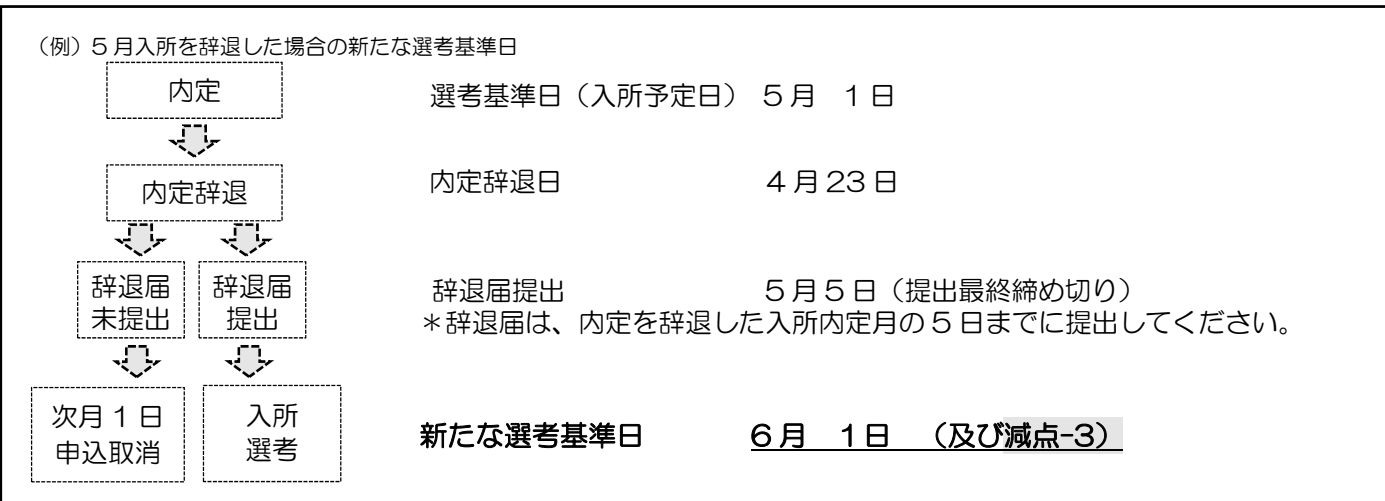 （例）５月入所を辞退した場合の新たな選考基準日
内定
選考基準日（入所予定日） ５月　１日
内定辞退
内定辞退日　４月23日
辞退届
未提出
辞退届
提出
辞退届提出　５月５日（提出最終締め切り）
＊辞退届は、内定を辞退した入所内定月の５日までに提出してください。
次月１日
申込取消
入所
選考
新たな選考基準日　６月　１日　（及び減点-3）